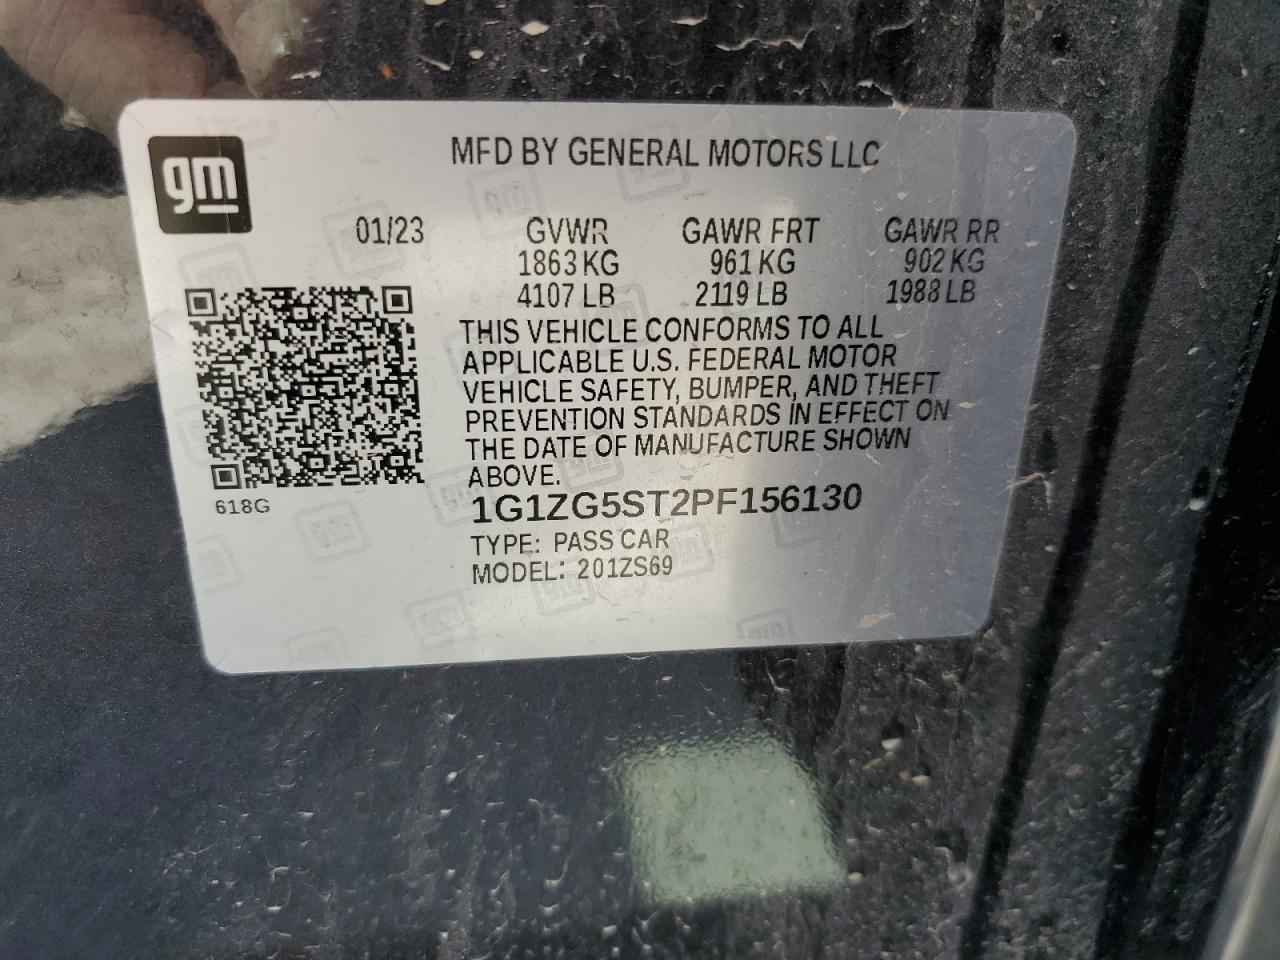 gm
MFD BY GENERAL MOTORS LLC
01/23 GVWR GAWR FRT GAWR RR
1863 KG 961 KG 902 KG
4107 LB 2119 LB 1988 LB
THIS VEHICLE CONFORMS TO ALL
APPLICABLE U.S. FEDERAL MOTOR
VEHICLE SAFETY, BUMPER, AND THEFT
PREVENTION STANDARDS IN EFFECT ON
THE DATE OF MANUFACTURE SHOWN
ABOVE.
618G
1G1ZG5ST2PF156130
TYPE: PASS CAR
MODEL: 201ZS69